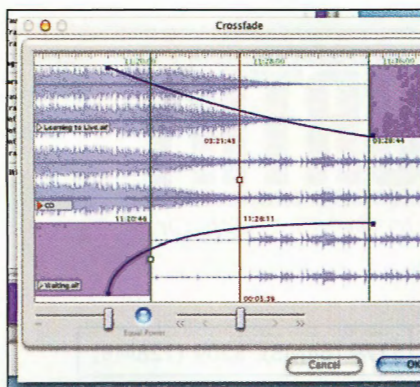 Crossfade
11:20:00
11:28:00
11:36:00
Learning to Live.aif
03:21:45
03:28:44
CD
11:20:46
11:28:11
Waiting.aif
00:03:39
Equal Power
Cancel
OK